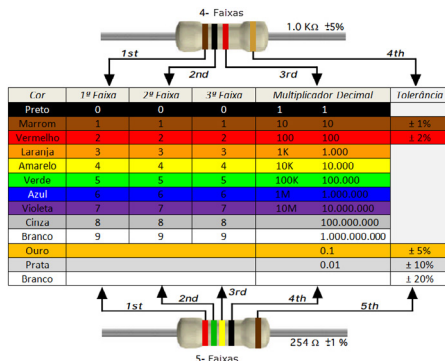 4- Faixas
1.0 KΩ ±5%
1st 2nd 3rd 4th
Cor 1ª Faixa 2ª Faixa 3ª Faixa Multiplicador Decimal Tolerância
Preto 0 0 0 1 1
Marrom 1 1 1 10 10 ± 1%
Vermelho 2 2 2 100 100 ± 2%
Laranja 3 3 3 1K 1.000
Amarelo 4 4 4 10K 10.000
Verde 5 5 5 100K 100.000
Azul 6 6 6 1M 1.000.000
Violeta 7 7 7 10M 10.000.000
Cinza 8 8 8 100.000.000
Branco 9 9 9 1.000.000.000
Ouro 0.1 ± 5%
Prata 0.01 ± 10%
Branco ± 20%
1st 2nd 3rd 4th 5th
254 Ω ±1 %
5- Faixas